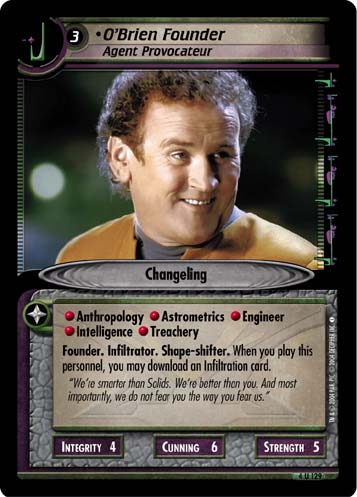 3
•O'Brien Founder
Agent Provocateur
Changeling
Anthropology Astrometrics Engineer
Intelligence Treachery
Founder. Infiltrator. Shape-shifter. When you play this
personnel, you may download an Infiltration card.
"We're smarter than Solids. We're better than you. And most
importantly, we do not fear you the way you fear us."
INTEGRITY 4 CUNNING 6 STRENGTH 5
4 U 129